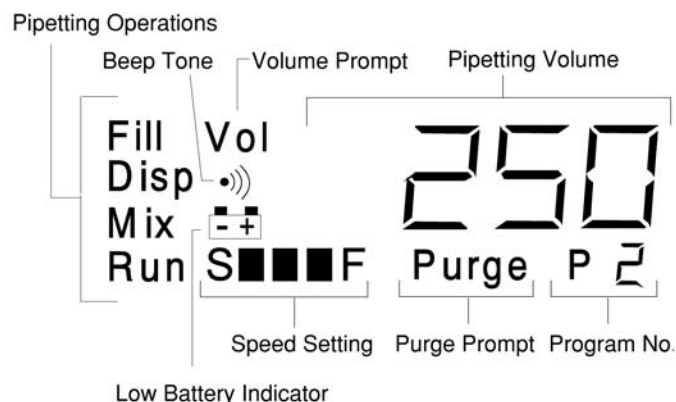 Pipetting Operations
Beep Tone Volume Prompt Pipetting Volume
Fill Vol 250
Disp
Mix - +
Run S F Purge P 2
Speed Setting Purge Prompt Program No.
Low Battery Indicator